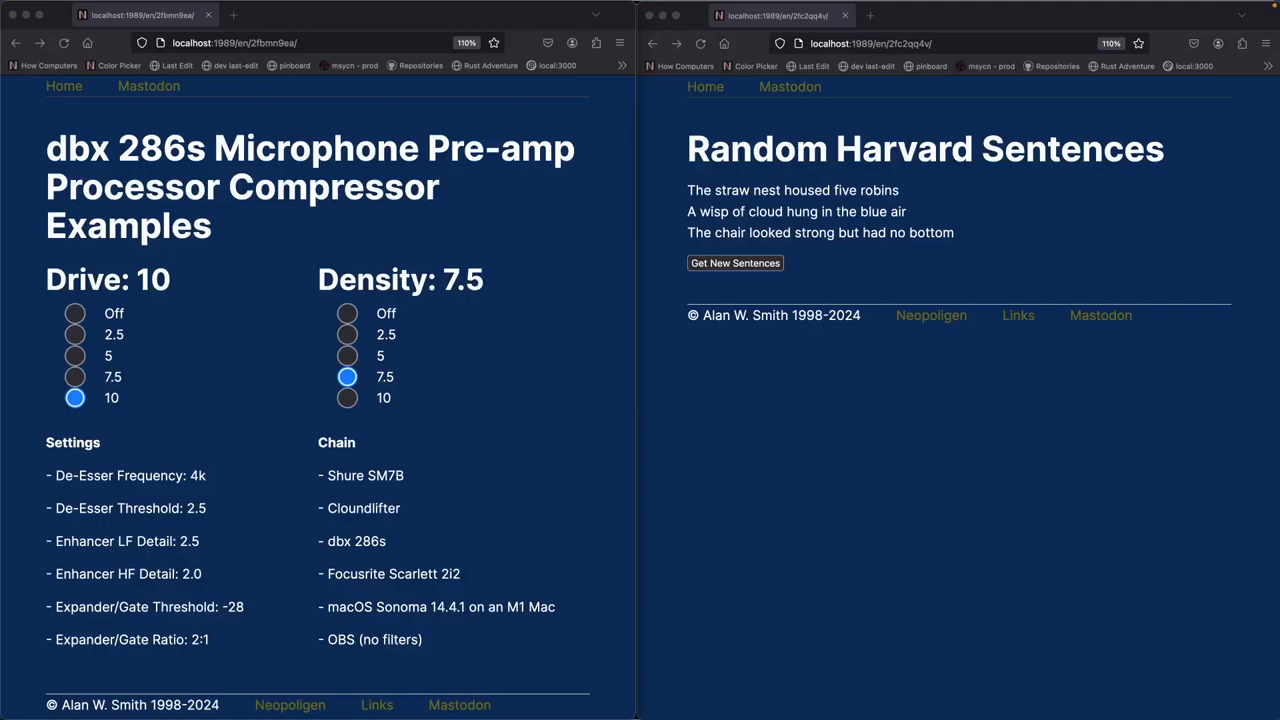 localhost:1989/en/2fbmn9ea/
localhost:1989/en/2fbmn9ea/
110%
How Computers
Color Picker
Last Edit
dev last-edit
pinboard
msycn - prod
Repositories
Rust Adventure
local:3000
Home
Mastodon
dbx 286s Microphone Pre-amp
Processor Compressor
Examples
Drive: 10
Off
2.5
5
7.5
10
Density: 7.5
Off
2.5
5
7.5
10
Settings
- De-Esser Frequency: 4k
- De-Esser Threshold: 2.5
- Enhancer LF Detail: 2.5
- Enhancer HF Detail: 2.0
- Expander/Gate Threshold: -28
- Expander/Gate Ratio: 2:1
Chain
- Shure SM7B
- Cloundlifter
- dbx 286s
- Focusrite Scarlett 2i2
- macOS Sonoma 14.4.1 on an M1 Mac
- OBS (no filters)
© Alan W. Smith 1998-2024
Neopoligen
Links
Mastodon
localhost:1989/en/2fc2qq4v/
localhost:1989/en/2fc2qq4v/
110%
How Computers
Color Picker
Last Edit
dev last-edit
pinboard
msycn - prod
Repositories
Rust Adventure
local:3000
Home
Mastodon
Random Harvard Sentences
The straw nest housed five robins
A wisp of cloud hung in the blue air
The chair looked strong but had no bottom
Get New Sentences
© Alan W. Smith 1998-2024
Neopoligen
Links
Mastodon